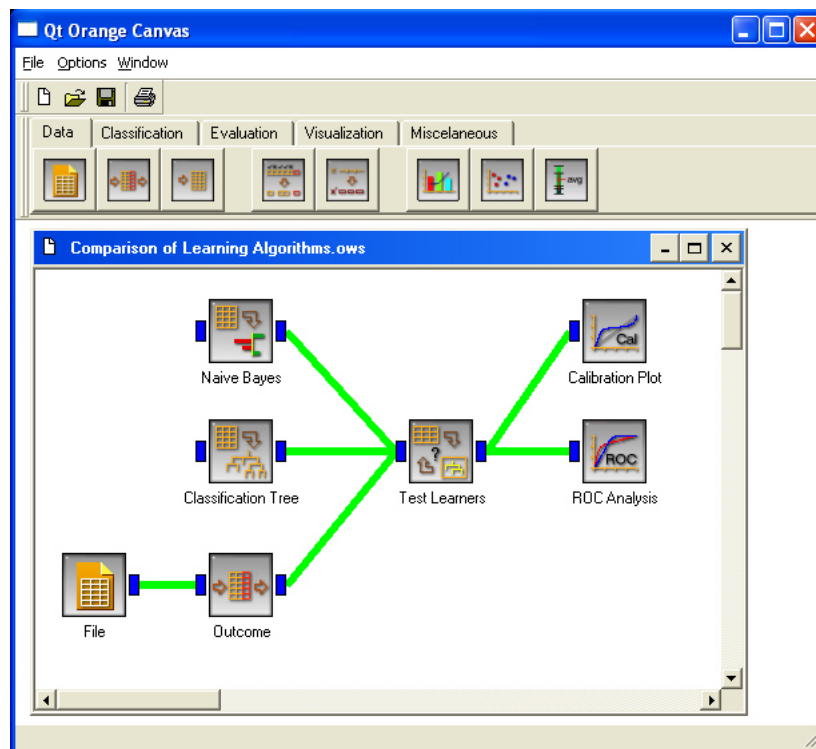 Qt Orange Canvas
File Options Window
Data Classification Evaluation Visualization Miscelaneous
avg
Comparison of Learning Algorithms.ows
Cal
Naive Bayes Calibration Plot
?
ROC
Classification Tree Test Learners ROC Analysis
File Outcome